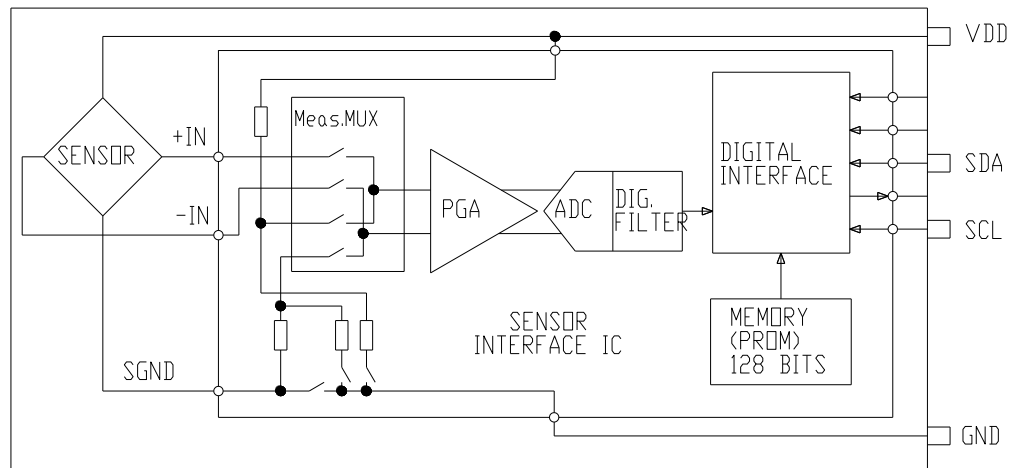 VDD
Meas.MUX
+IN
SENSOR
-IN
PGA
ADC
DIG.
FILTER
DIGITAL
INTERFACE
SDA
SCL
SENSOR
INTERFACE IC
MEMORY
(PROM)
128 BITS
SGND
GND